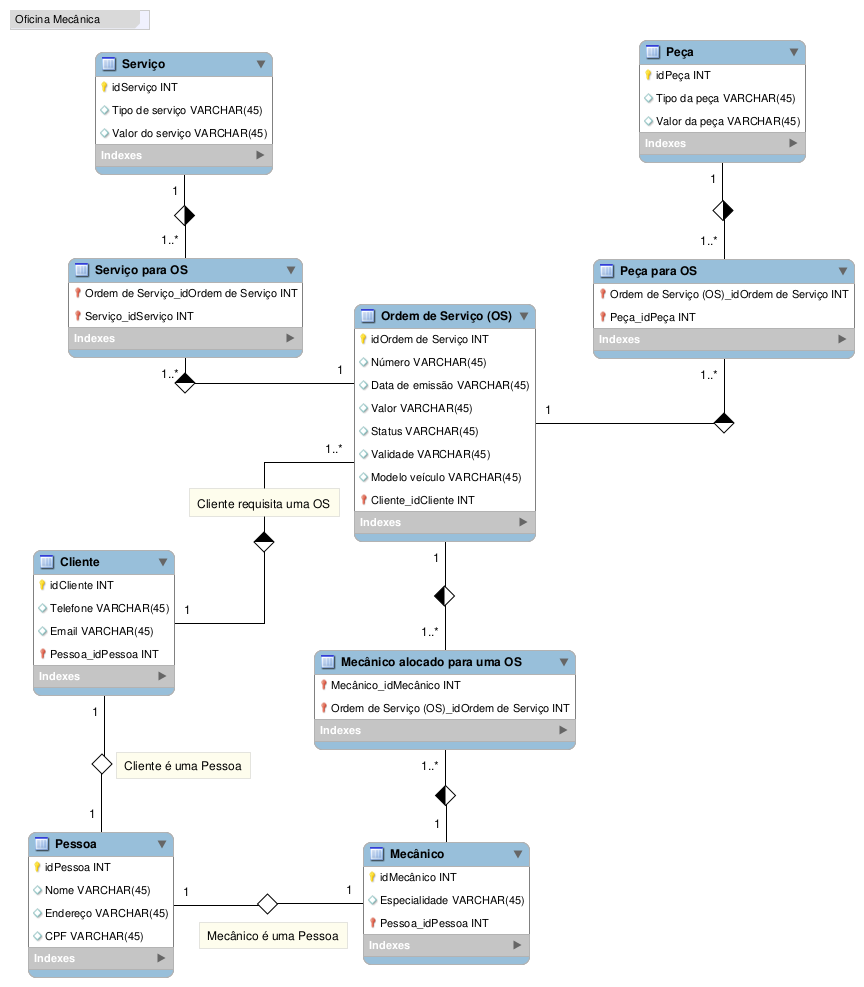 Oficina Mecânica
Serviço
idServiço INT
Tipo de serviço VARCHAR(45)
Valor do serviço VARCHAR(45)
Indexes
Peça
idPeça INT
Tipo da peça VARCHAR(45)
Valor da peça VARCHAR(45)
Indexes
1
1..*
1
1..*
Serviço para OS
Ordem de Serviço_idOrdem de Serviço INT
Serviço_idServiço INT
Indexes
Peça para OS
Ordem de Serviço (OS)_idOrdem de Serviço INT
Peça_idPeça INT
Indexes
1..*
1
1..*
1
Ordem de Serviço (OS)
idOrdem de Serviço INT
Número VARCHAR(45)
Data de emissão VARCHAR(45)
Valor VARCHAR(45)
Status VARCHAR(45)
Validade VARCHAR(45)
Modelo veículo VARCHAR(45)
Cliente_idCliente INT
Indexes
1..*
Cliente requisita uma OS
1
Cliente
idCliente INT
Telefone VARCHAR(45)
Email VARCHAR(45)
Pessoa_idPessoa INT
Indexes
1
1..*
Mecânico alocado para uma OS
Mecânico_idMecânico INT
Ordem de Serviço (OS)_idOrdem de Serviço INT
Indexes
1
Cliente é uma Pessoa
1
1..*
1
Pessoa
idPessoa INT
Nome VARCHAR(45)
Endereço VARCHAR(45)
CPF VARCHAR(45)
Indexes
1
1
Mecânico é uma Pessoa
Mecânico
idMecânico INT
Especialidade VARCHAR(45)
Pessoa_idPessoa INT
Indexes